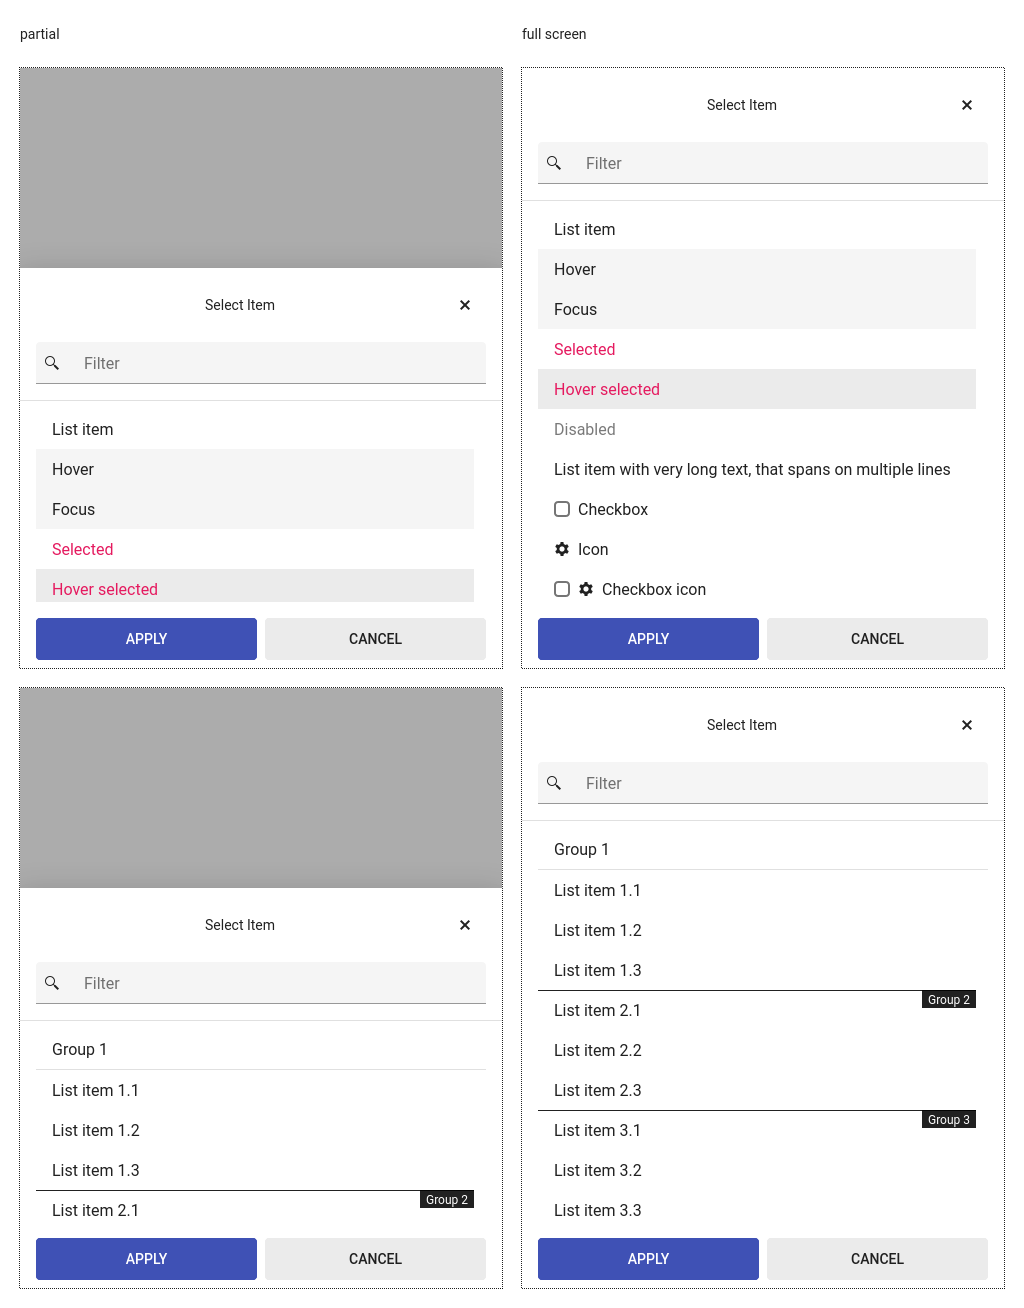 partial
full screen
Select Item
Filter
List item
Hover
Focus
Selected
Hover selected
APPLY
CANCEL
Select Item
Filter
List item
Hover
Focus
Selected
Hover selected
Disabled
List item with very long text, that spans on multiple lines
Checkbox
Icon
Checkbox icon
APPLY
CANCEL
Select Item
Filter
Group 1
List item 1.1
List item 1.2
List item 1.3
Group 2
List item 2.1
APPLY
CANCEL
Select Item
Filter
Group 1
List item 1.1
List item 1.2
List item 1.3
Group 2
List item 2.1
List item 2.2
List item 2.3
Group 3
List item 3.1
List item 3.2
List item 3.3
APPLY
CANCEL